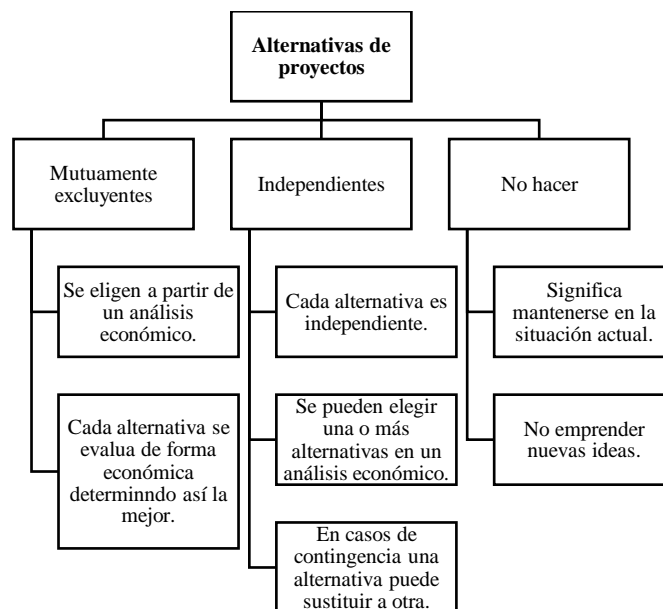 Alternativas de
proyectos
Mutuamente
excluyentes
Se eligen a partir de
un análisis
económico.
Cada alternativa se
evalua de forma
económica
determinndo así la
mejor.
Independientes
Cada alternativa es
independiente.
Se pueden elegir
una o más
alternativas en un
análisis económico.
En casos de
contingencia una
alternativa puede
sustituir a otra.
No hacer
Significa
mantenerse en la
situación actual.
No emprender
nuevas ideas.